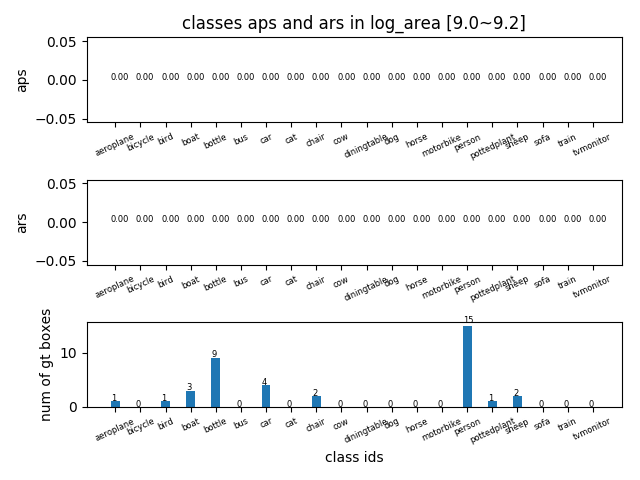 classes aps and ars in log_area [9.0~9.2]
0.05
0.00
−0.05
aps
0.00 0.00 0.00 0.00 0.00 0.00 0.00 0.00 0.00 0.00 0.00 0.00 0.00 0.00 0.00 0.00 0.00 0.00 0.00 0.00
aeroplane bicycle bird boat bottle bus car cat chair cow diningtable dog horse motorbike person pottedplant sheep sofa train tvmonitor
0.05
0.00
−0.05
ars
0.00 0.00 0.00 0.00 0.00 0.00 0.00 0.00 0.00 0.00 0.00 0.00 0.00 0.00 0.00 0.00 0.00 0.00 0.00 0.00
aeroplane bicycle bird boat bottle bus car cat chair cow diningtable dog horse motorbike person pottedplant sheep sofa train tvmonitor
10
0
num of gt boxes
1 0 1 3 9 0 4 0 2 0 0 0 0 0 15 1 2 0 0 0
aeroplane bicycle bird boat bottle bus car cat chair cow diningtable dog horse motorbike person pottedplant sheep sofa train tvmonitor
class ids